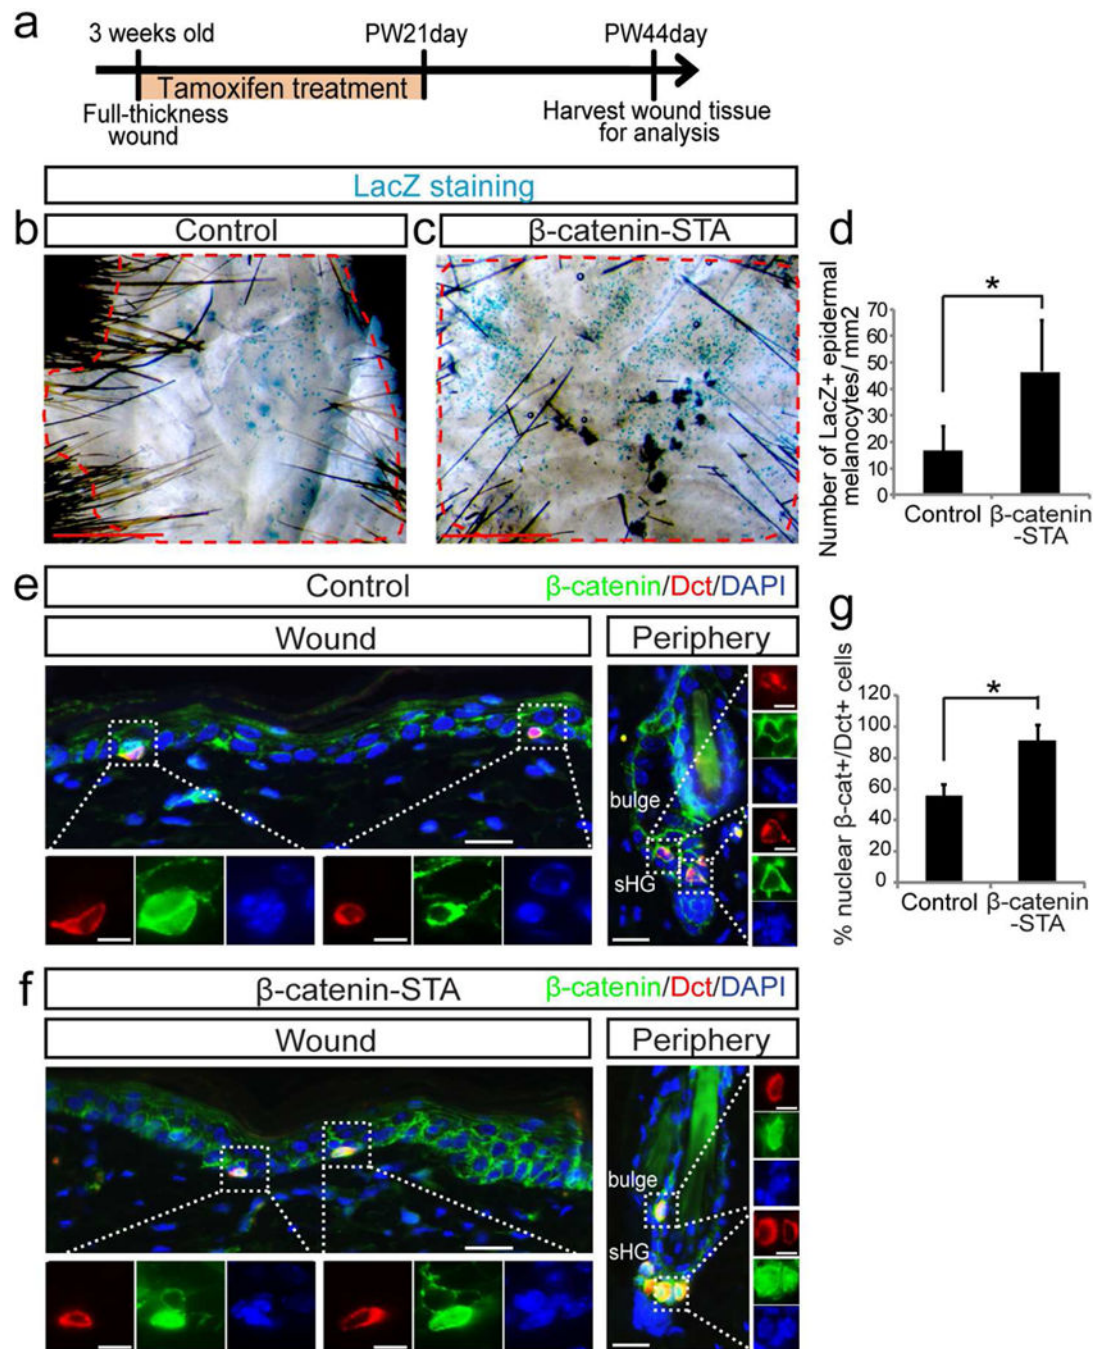 a
3 weeks old
PW21day
PW44day
Tamoxifen treatment
Full-thickness
wound
Harvest wound tissue
for analysis
LacZ staining
b
Control
c
β-catenin-STA
d
Number of LacZ+ epidermal
melanocytes/ mm2
70
60
50
40
30
20
10
0
*
Control
β-catenin
-STA
e
Control
β-catenin/Dct/DAPI
Wound
Periphery
bulge
sHG
g
% nuclear β-cat+/Dct+ cells
120
100
80
60
40
20
0
*
Control
β-catenin
-STA
f
β-catenin-STA
β-catenin/Dct/DAPI
Wound
Periphery
bulge
sHG